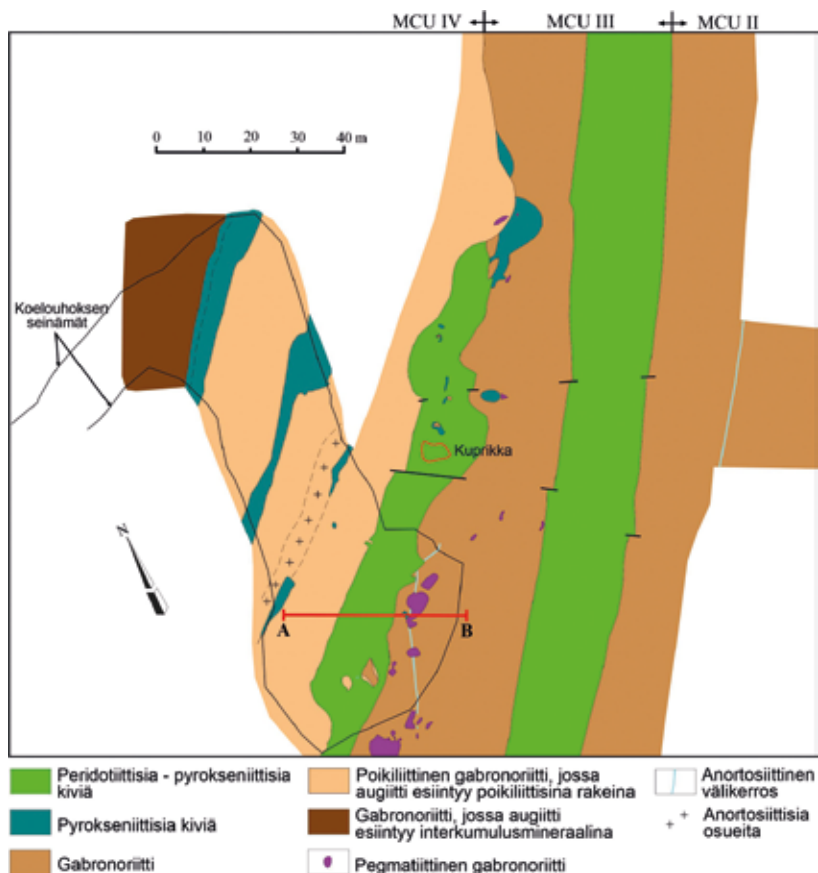 MCU IV MCU III MCU II
0 10 20 40 m
Koelouhoksen
seinämät
Kuprikka
N
A B
Peridotiittisia - pyrokseniittisia
kiviä
Pyrokseniittisia kiviä
Gabronoriitti
Poikiliittinen gabronoriitti, jossa
augiitti esiintyy poikiliittisina rakeina
Gabronoriitti, jossa augiitti
esiintyy interkumulusmineraalina
Pegmatiittinen gabronoriitti
Anortosiittinen
välikerros
Anortosiittisia
osueita